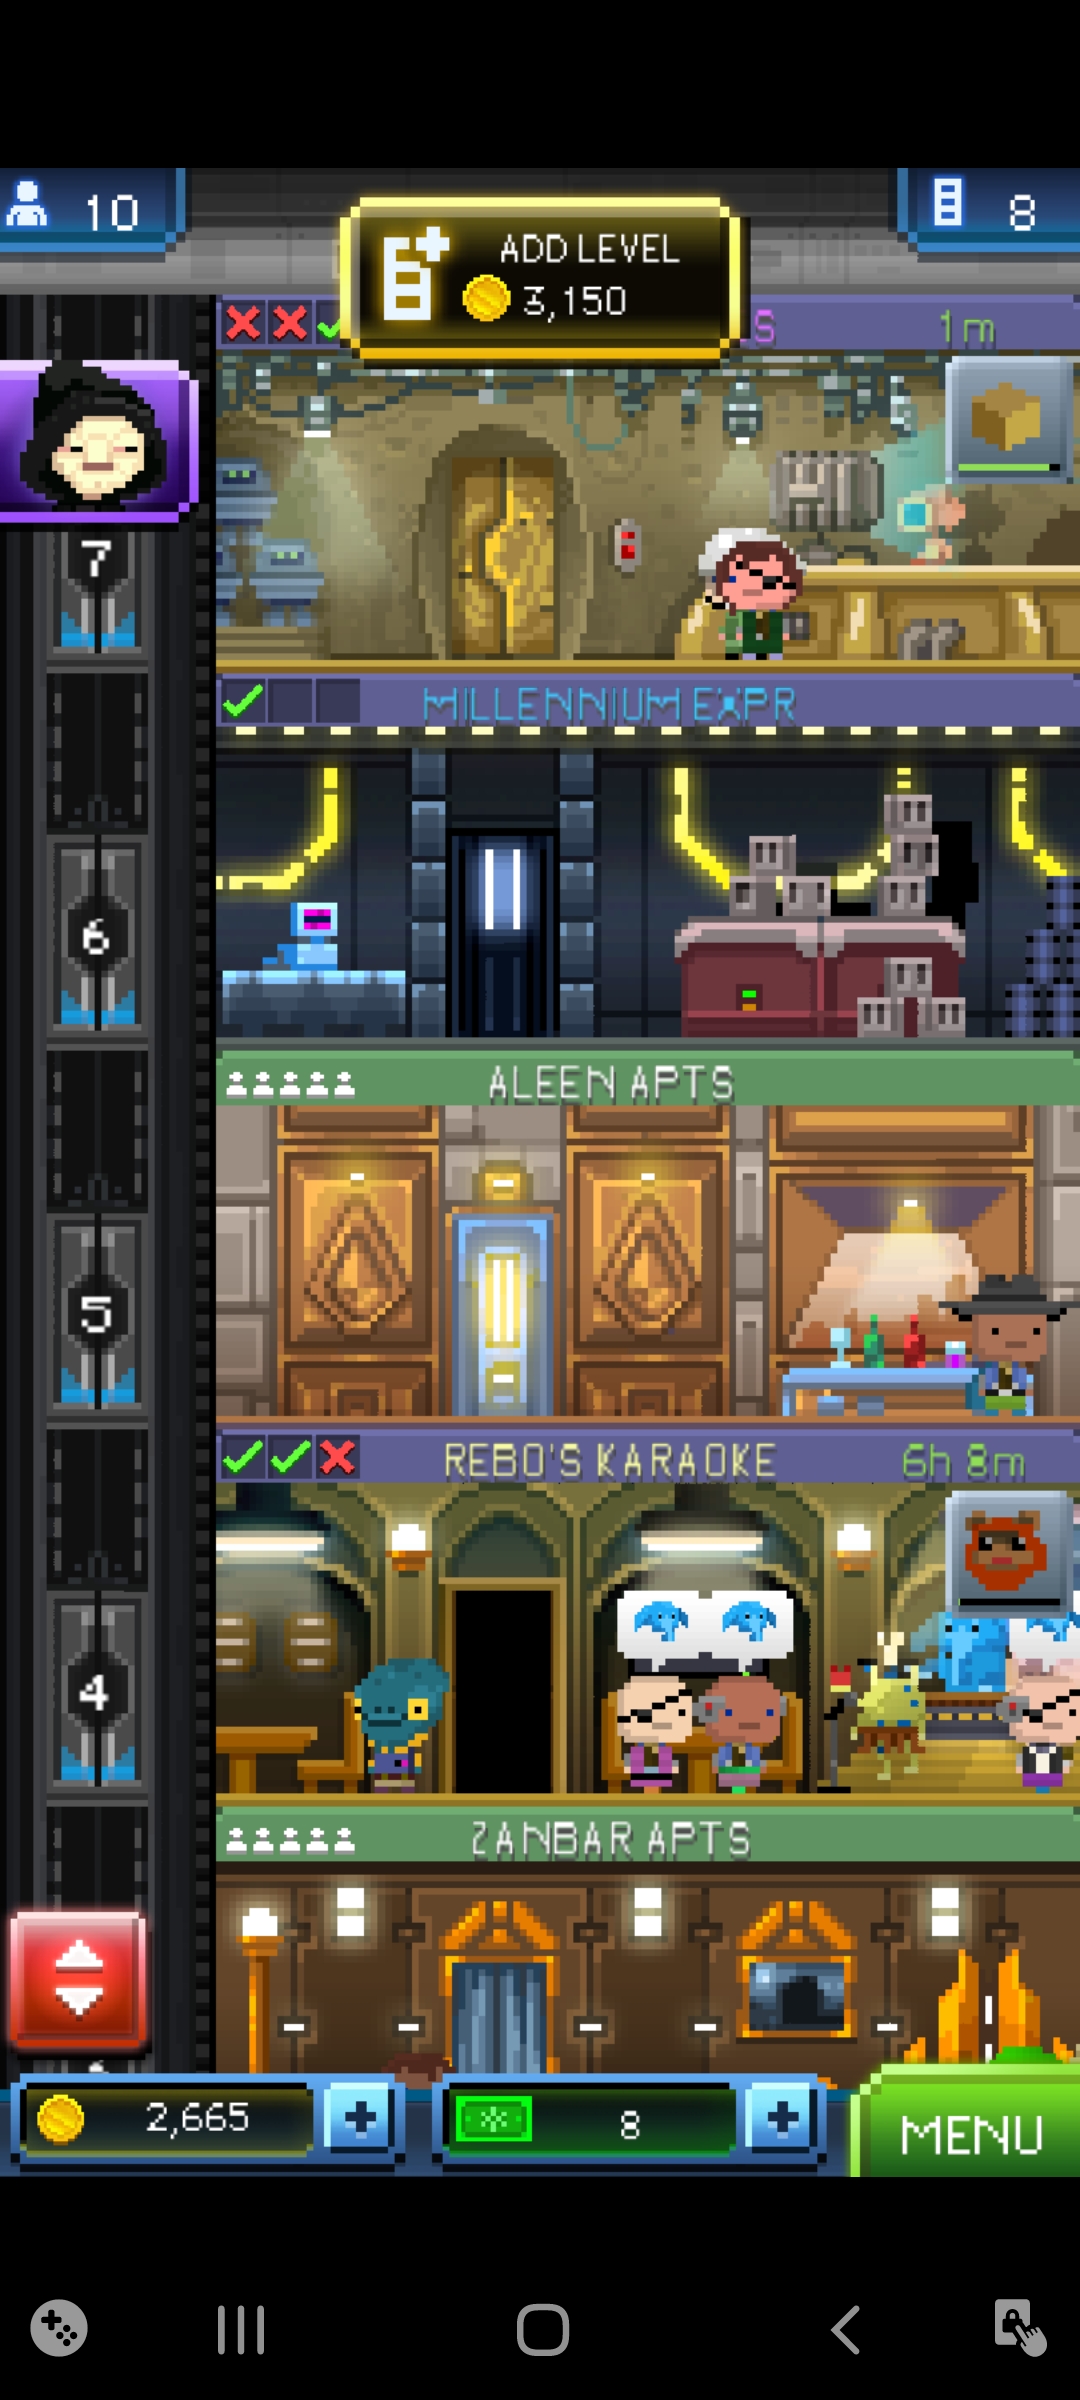 10
8
ADD LEVEL
3,150
S
1m
7
MILLENNIUM EXPR
6
ALEEN APTS
5
REBO'S KARAOKE
6h 8m
4
ZANBAR APTS
2,665
8
MENU